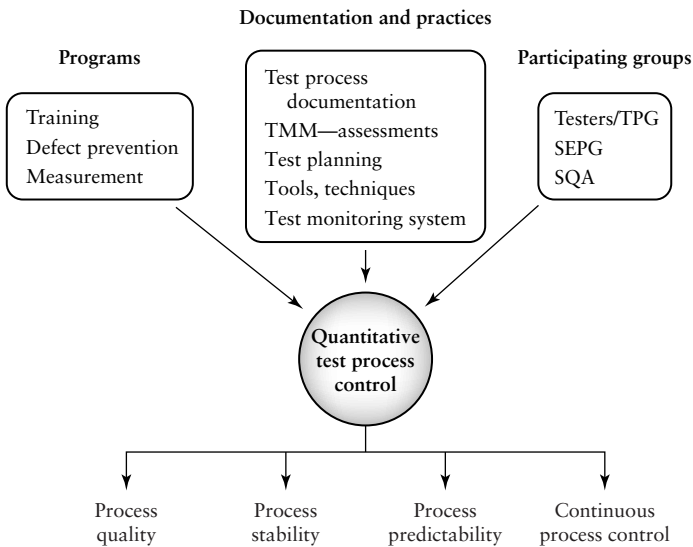 Documentation and practices
Programs
Participating groups
Training
Defect prevention
Measurement
Test process
documentation
TMM—assessments
Test planning
Tools, techniques
Test monitoring system
Testers/TPG
SEPG
SQA
Quantitative
test process
control
Process
quality
Process
stability
Process
predictability
Continuous
process control